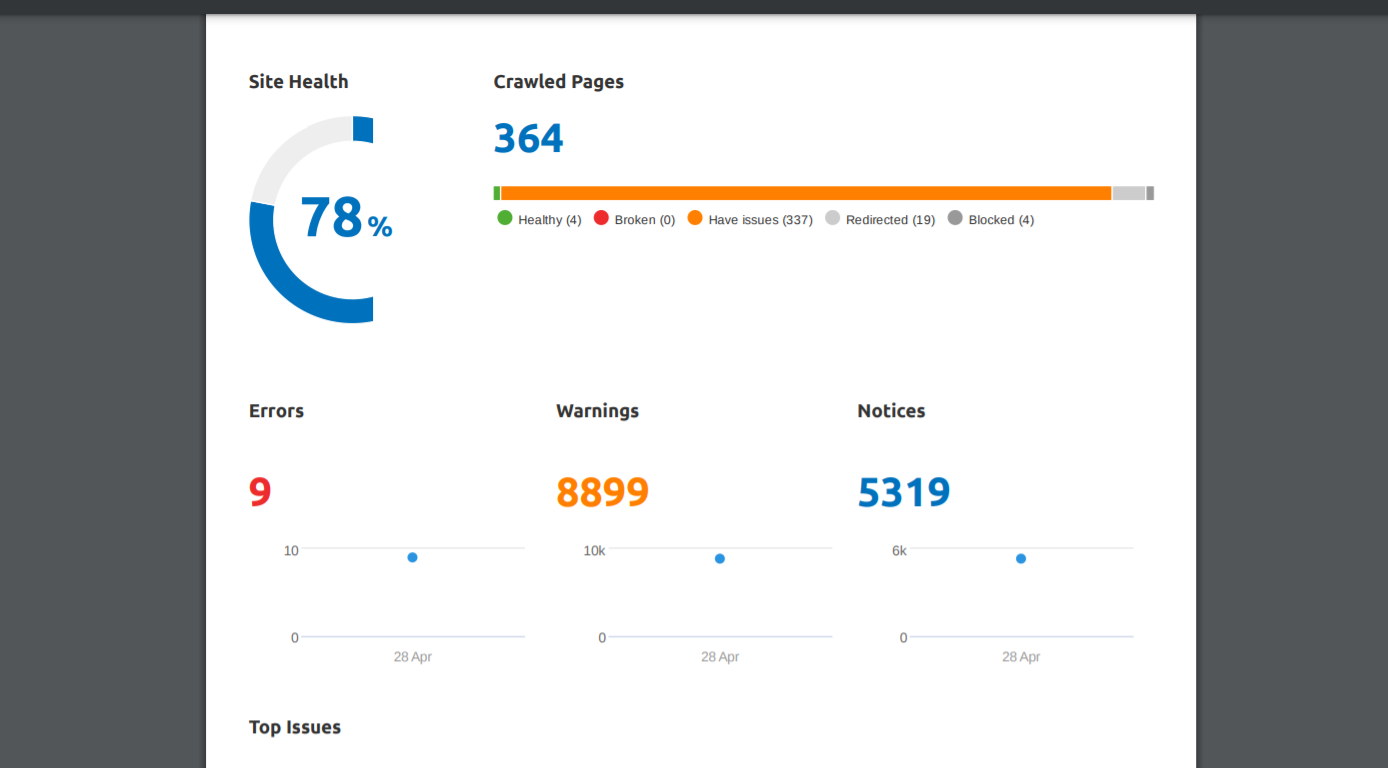 Site Health
Crawled Pages
78%
364
Healthy (4) Broken (0) Have issues (337) Redirected (19) Blocked (4)
Errors
Warnings
Notices
9
8899
5319
10
0
28 Apr
10k
0
28 Apr
6k
0
28 Apr
Top Issues